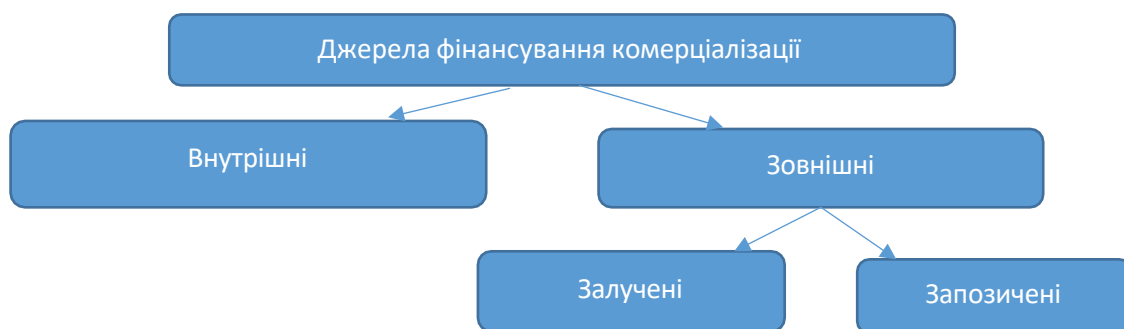 Джерела фінансування комерціалізації
Внутрішні
Зовнішні
Залучені
Запозичені